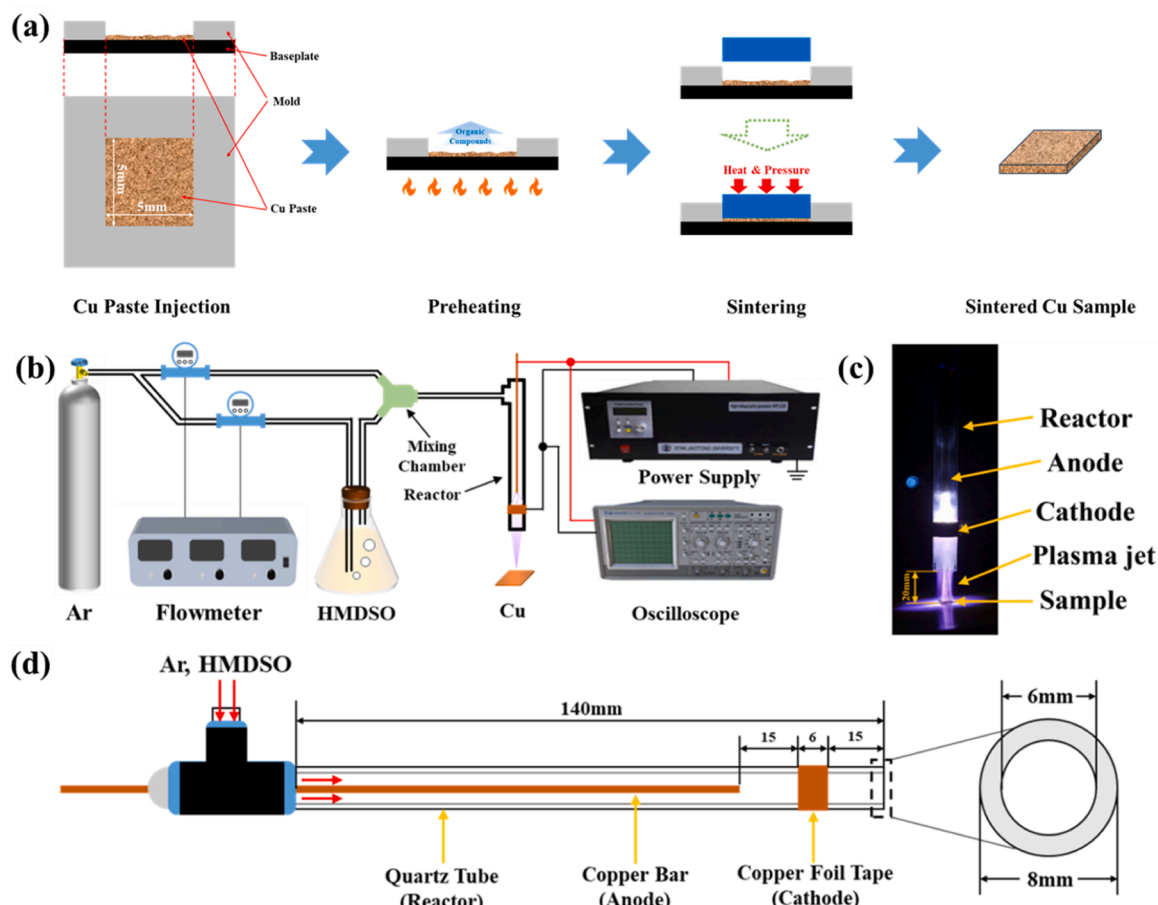 (a)
Baseplate
Mold
Organic
Compounds
Heat & Pressure
5mm
5mm
Cu Paste
Cu Paste Injection
Preheating
Sintering
Sintered Cu Sample
(b)
Mixing
Chamber
Reactor
Power Supply
Ar
Flowmeter
HMDSO
Cu
Oscilloscope
(c)
Reactor
Anode
Cathode
Plasma jet
20mm
Sample
(d)
Ar, HMDSO
140mm
15
6
15
6mm
Quartz Tube
(Reactor)
Copper Bar
(Anode)
Copper Foil Tape
(Cathode)
8mm